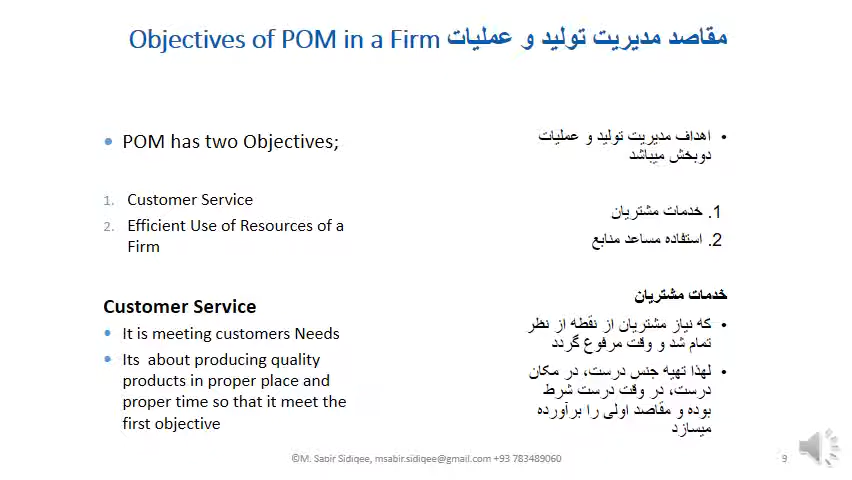 Objectives of POM in a Firm مقاصد مدیریت تولید و عملیات
• POM has two Objectives;
1. Customer Service
2. Efficient Use of Resources of a
Firm
Customer Service
• It is meeting customers Needs
• Its about producing quality
products in proper place and
proper time so that it meet the
first objective
• اهداف مدیریت تولید و عملیات
دوبخش میباشد
1. خدمات مشتریان
2. استفاده مساعد منابع
خدمات مشتریان
• که نیاز مشتریان از نقطه از نظر
تمام شد و وقت مرفوع گردد
• لهذا تهیه جنس درست، در مکان
درست، در وقت درست شرط
بوده و مقاصد اولی را برآورده
میسازد
©M. Sabir Sidiqee, msabir.sidiqee@gmail.com +93 783489060
9